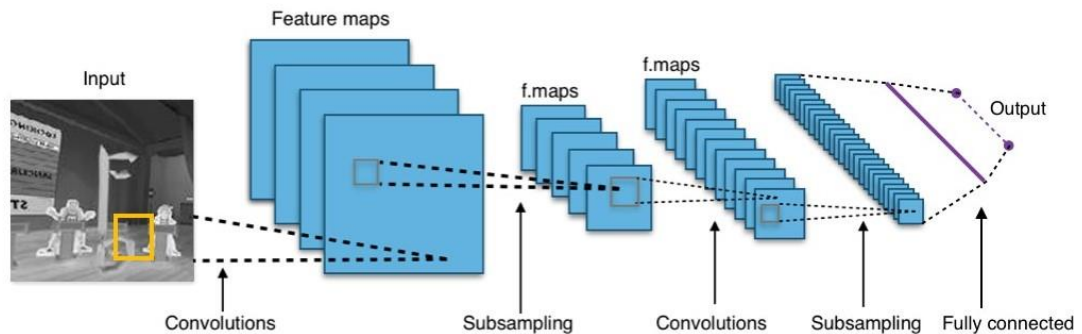 Feature maps
f.maps
Input
f.maps
Output
Convolutions
Subsampling
Convolutions
Subsampling
Fully connected